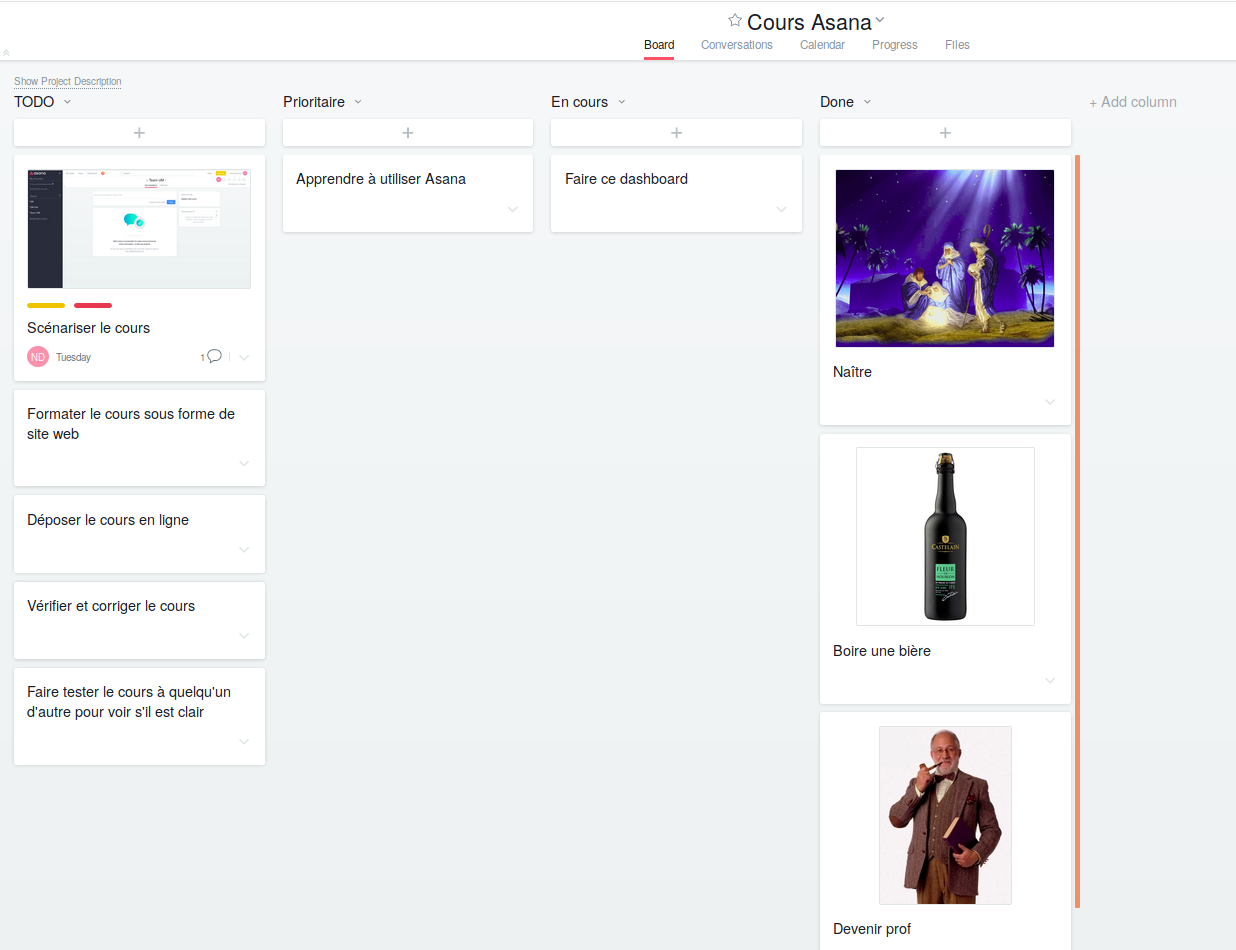 Cours Asana
Board Conversations Calendar Progress Files
Show Project Description
TODO
Prioritaire
En cours
Done
+ Add column
Scénariser le cours
ND Tuesday 1
Formater le cours sous forme de
site web
Déposer le cours en ligne
Vérifier et corriger le cours
Faire tester le cours à quelqu'un
d'autre pour voir s'il est clair
Apprendre à utiliser Asana
Faire ce dashboard
Naître
CASTELAIN
FLEUR
Boire une bière
Devenir prof